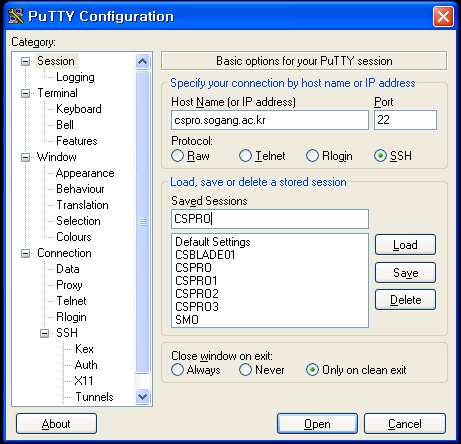 PuTTY Configuration
Category:
Session
Logging
Terminal
Keyboard
Bell
Features
Window
Appearance
Behaviour
Translation
Selection
Colours
Connection
Data
Proxy
Telnet
Rlogin
SSH
Kex
Auth
X11
Tunnels
Basic options for your PuTTY session
Specify your connection by host name or IP address
Host Name (or IP address) Port
cspro.sogang.ac.kr 22
Protocol:
Raw Telnet Rlogin SSH
Load, save or delete a stored session
Saved Sessions
CSPRO
Default Settings
CSBLADE01
CSPRO
CSPRO1
CSPRO2
CSPRO3
SMO
Load
Save
Delete
Close window on exit:
Always Never Only on clean exit
About Open Cancel